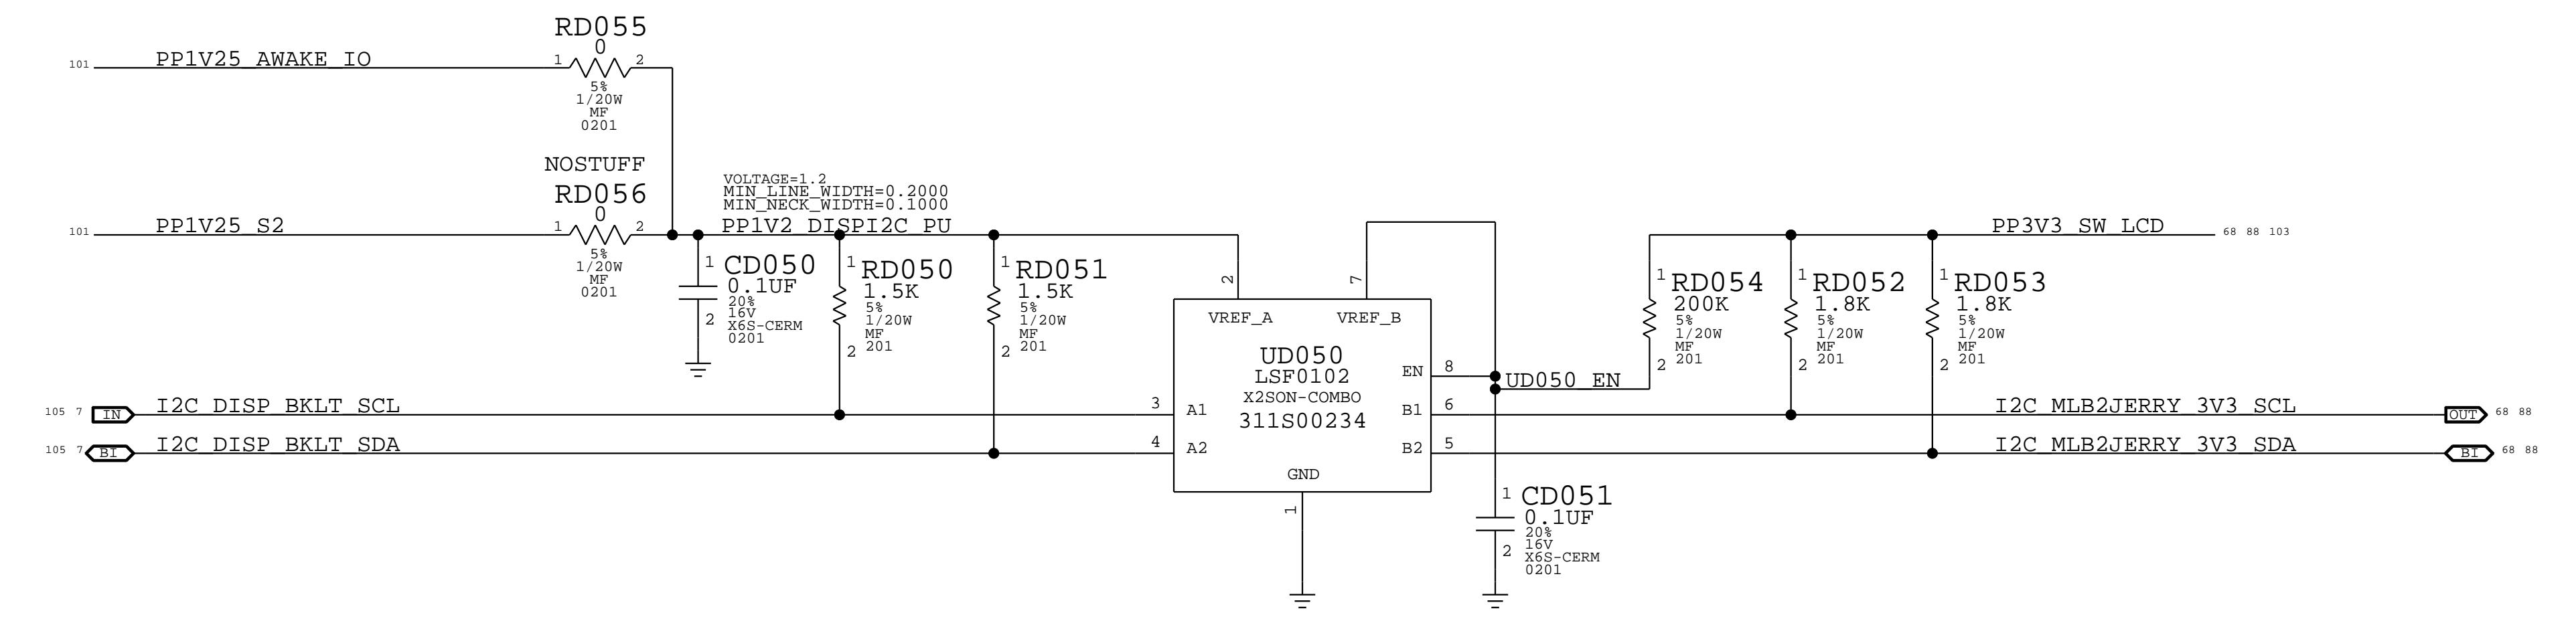 RD055
0
101 PP1V25_AWAKE_IO 1 2
5%
1/20W
MF
0201
NOSTUFF
RD056
0
101 PP1V25_S2 1 2
5%
1/20W
MF
0201
VOLTAGE=1.2
MIN_LINE_WIDTH=0.2000
MIN_NECK_WIDTH=0.1000
PP1V2_DISPI2C_PU
1 CD050
0.1UF
20%
16V
2 X6S-CERM
0201
1 RD050
1.5K
5%
1/20W
MF
2 201
1 RD051
1.5K
5%
1/20W
MF
2 201
2 7
VREF_A VREF_B
UD050
LSF0102
X2SON-COMBO
311S00234
EN 8
UD050_EN
PP3V3_SW_LCD 68 88 103
1 RD054
200K
5%
1/20W
MF
2 201
1 RD052
1.8K
5%
1/20W
MF
2 201
1 RD053
1.8K
5%
1/20W
MF
2 201
105 7 IN I2C_DISP_BKLT_SCL 3 A1
B1 6 I2C_MLB2JERRY_3V3_SCL OUT 68 88
105 7 BI I2C_DISP_BKLT_SDA 4 A2
B2 5 I2C_MLB2JERRY_3V3_SDA BI 68 88
GND
1
1 CD051
0.1UF
20%
16V
2 X6S-CERM
0201